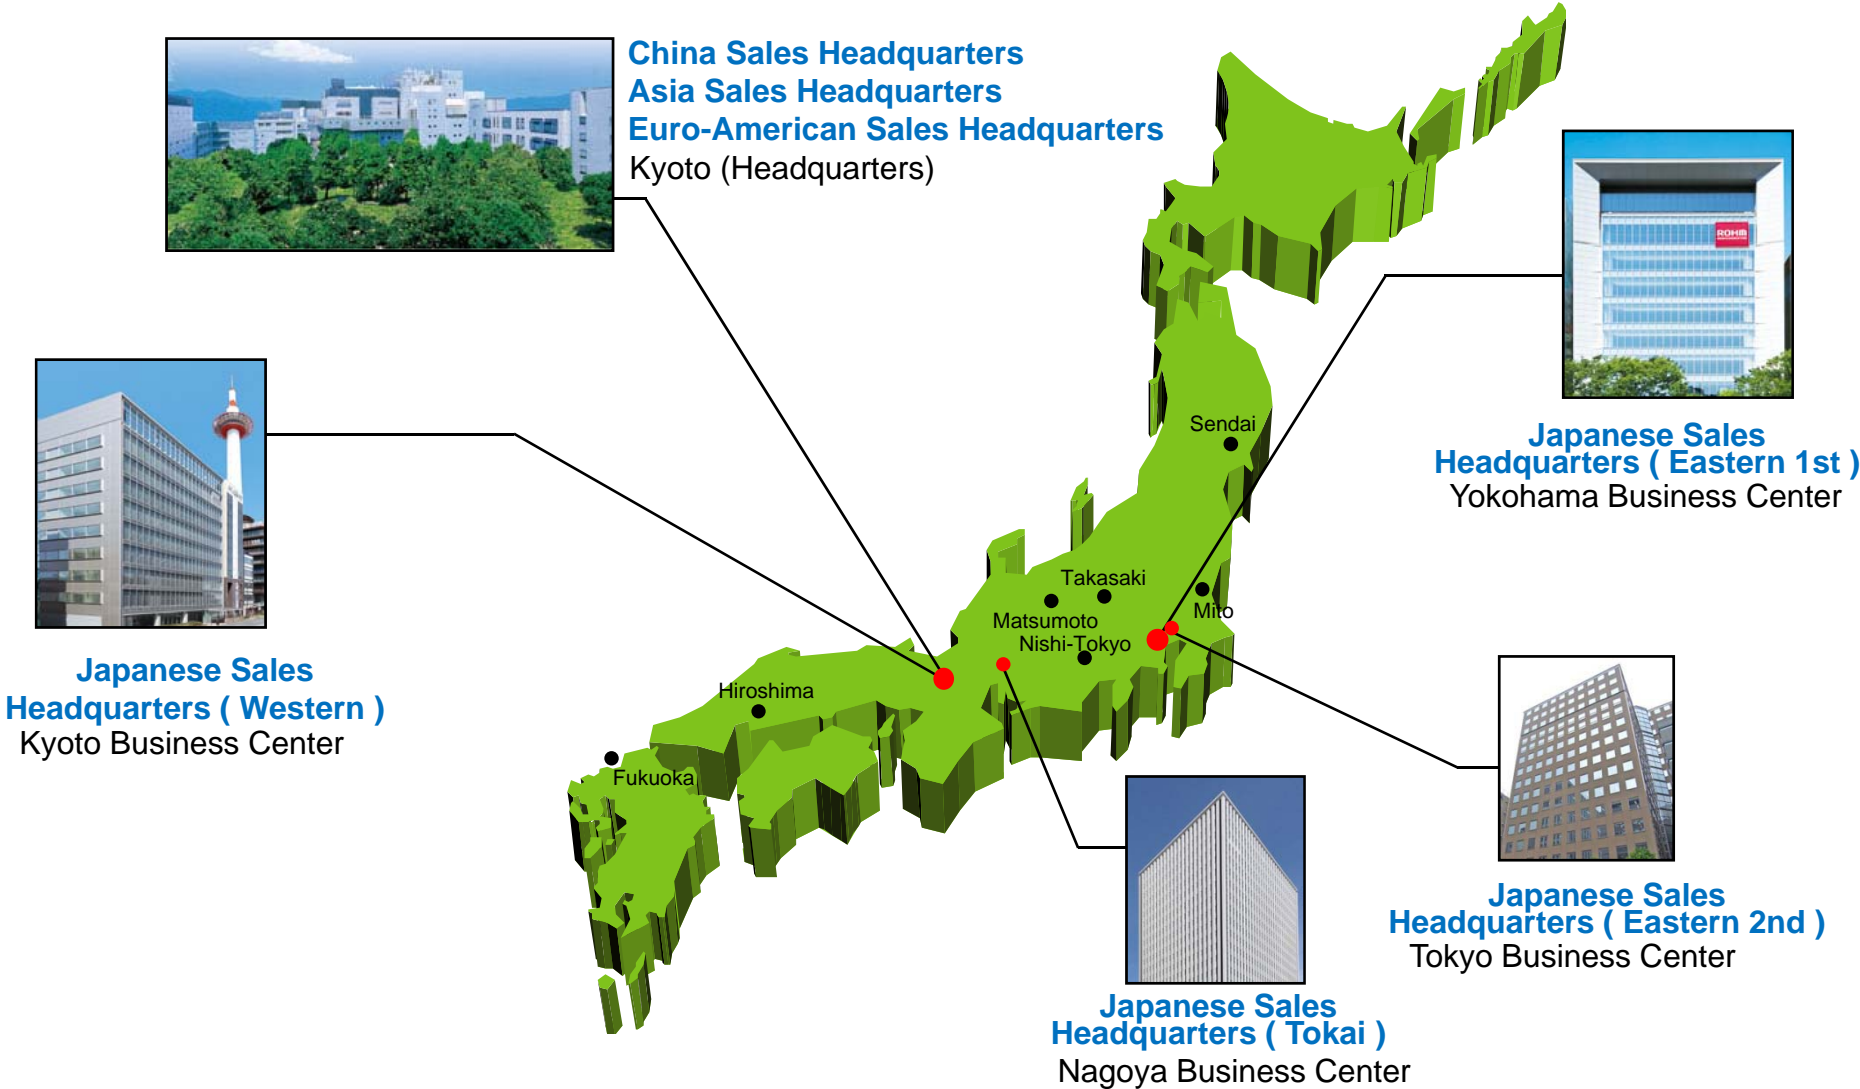 China Sales Headquarters
Asia Sales Headquarters
Euro-American Sales Headquarters
Kyoto (Headquarters)
ROHM
Japanese Sales
Headquarters ( Eastern 1st )
Yokohama Business Center
Sendai
Takasaki
Matsumoto
Mito
Nishi-Tokyo
Hiroshima
Fukuoka
Japanese Sales
Headquarters ( Western )
Kyoto Business Center
Japanese Sales
Headquarters ( Eastern 2nd )
Tokyo Business Center
Japanese Sales
Headquarters ( Tokai )
Nagoya Business Center